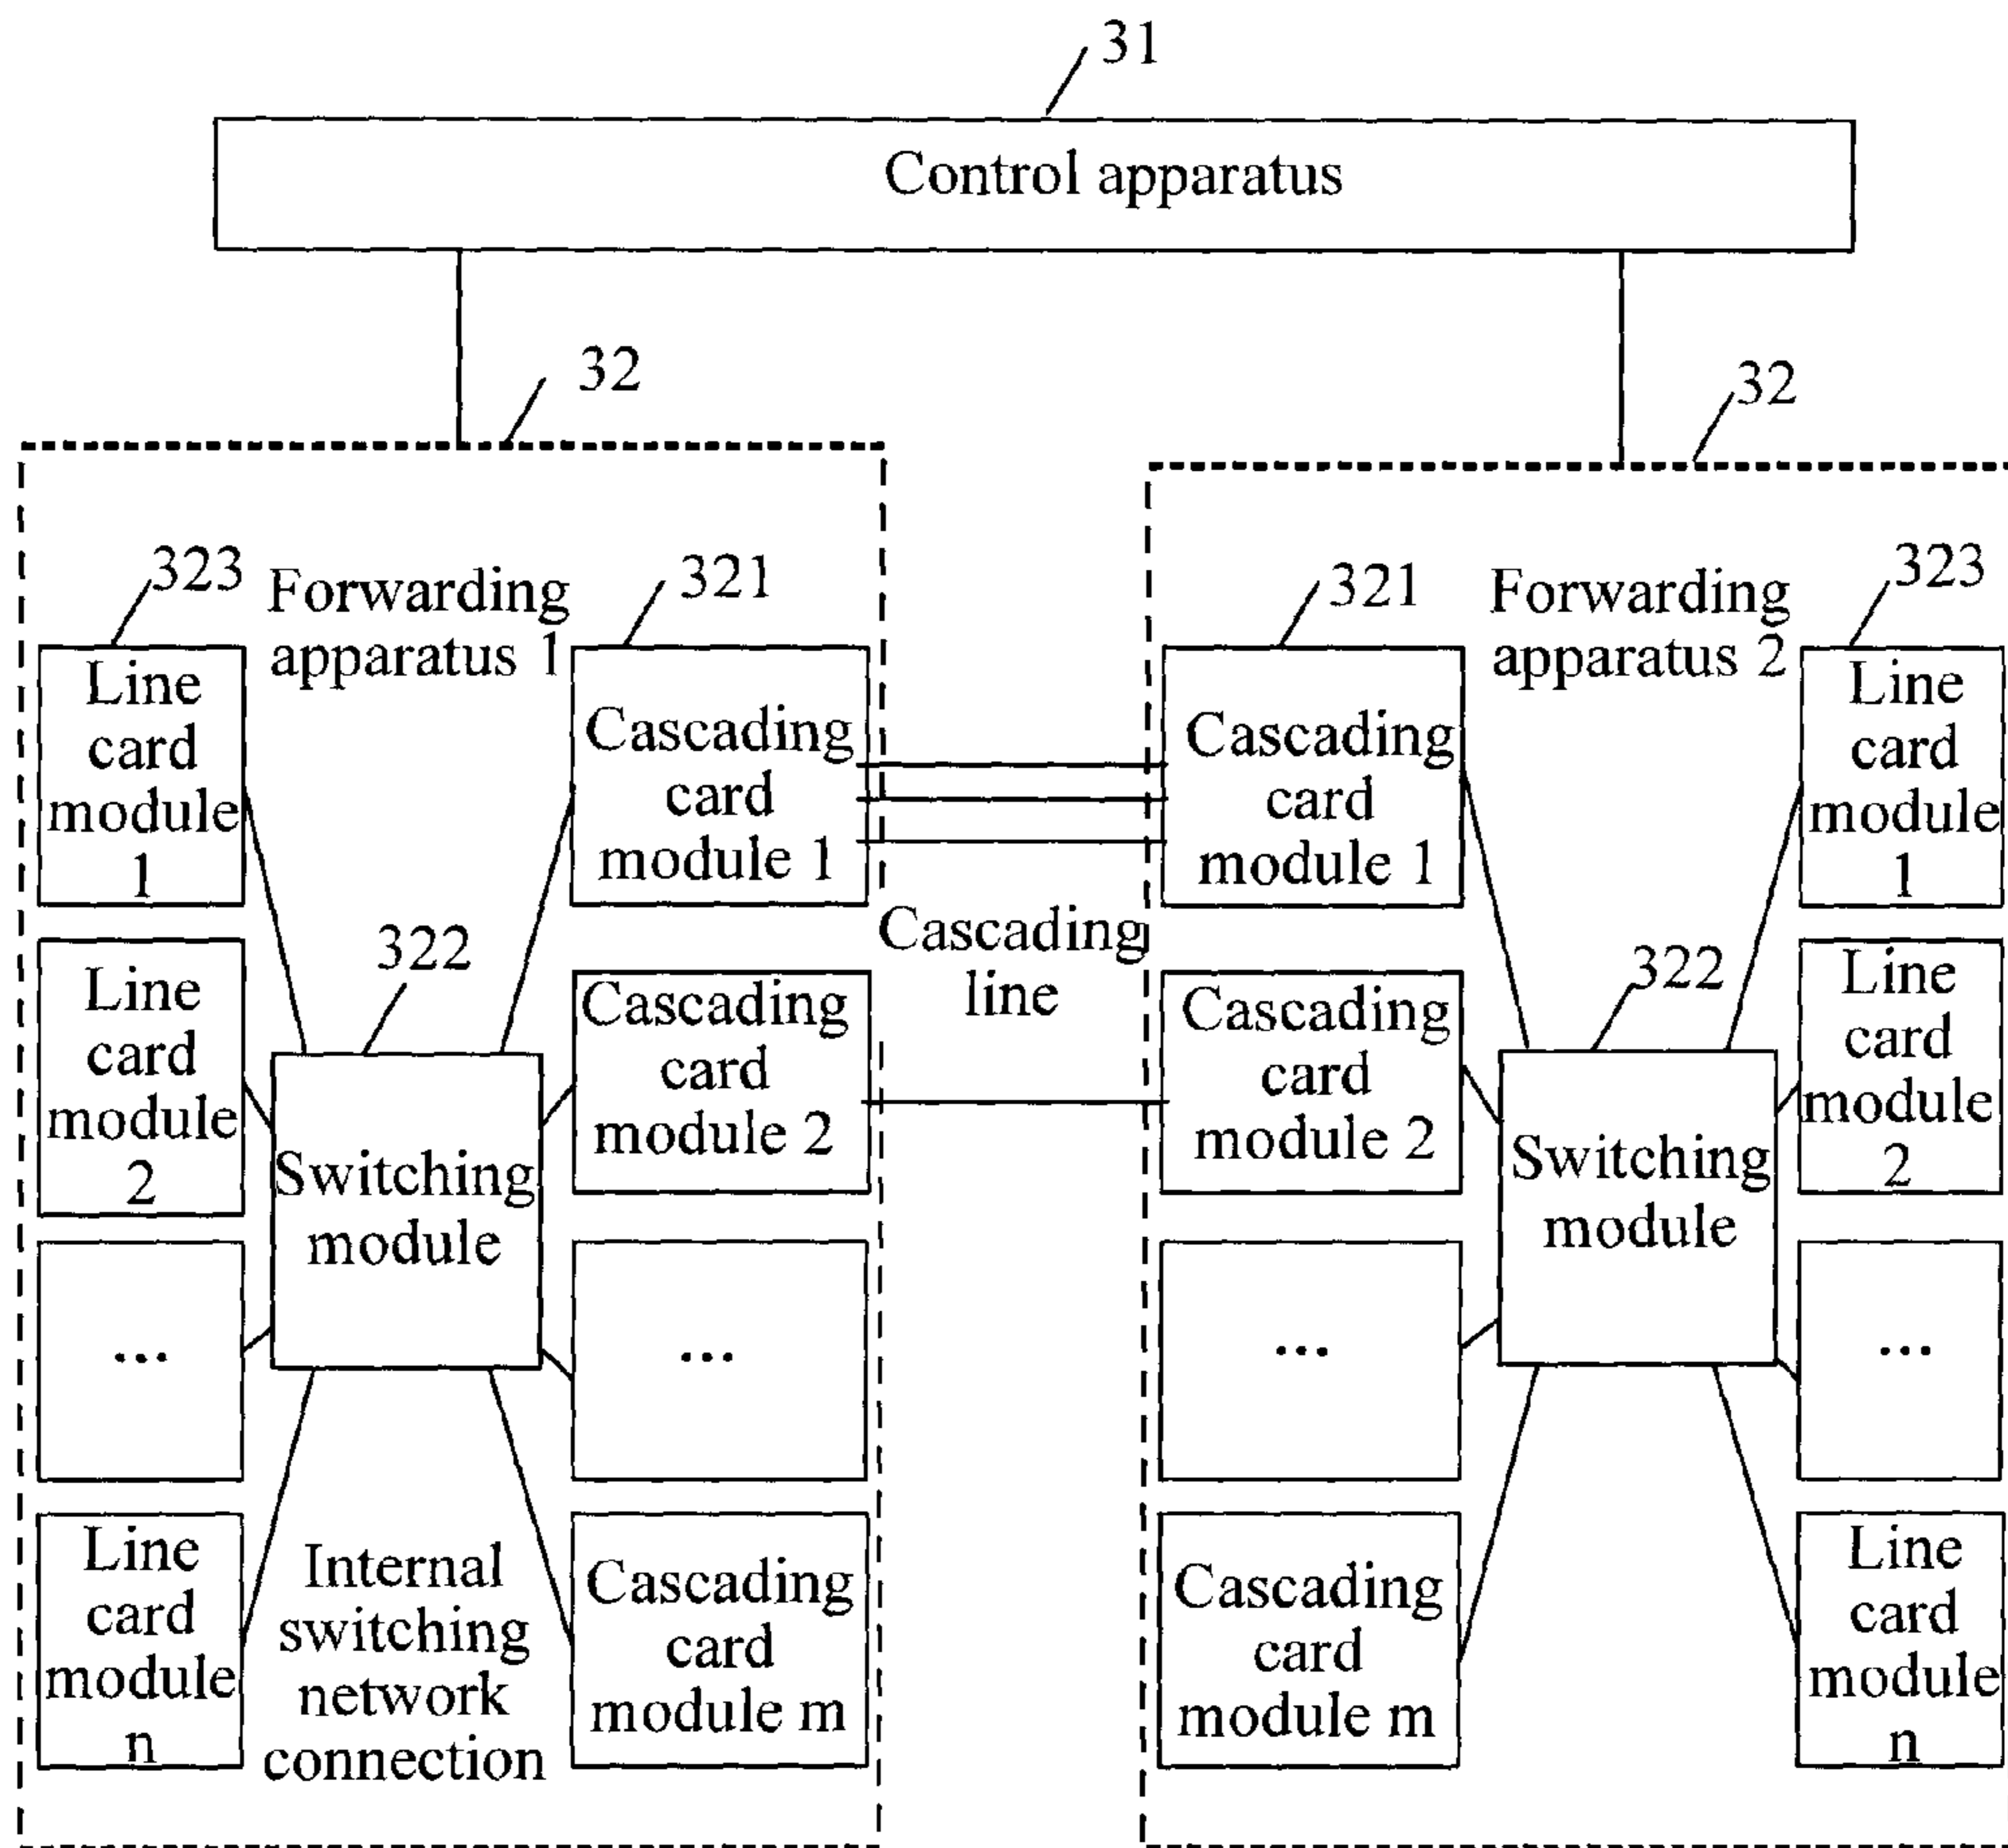 31
Control apparatus
32
32
323
Forwarding
apparatus 1
321
321
Forwarding
apparatus 2
323
Line
card
module
1
Cascading
card
module 1
Cascading
card
module 1
Line
card
module
1
Cascading
line
Line
card
module
2
322
Switching
module
Cascading
card
module 2
Cascading
card
module 2
322
Switching
module
Line
card
module
2
...
...
...
...
Line
card
module
n
Internal
switching
network
connection
Cascading
card
module m
Cascading
card
module m
Line
card
module
n